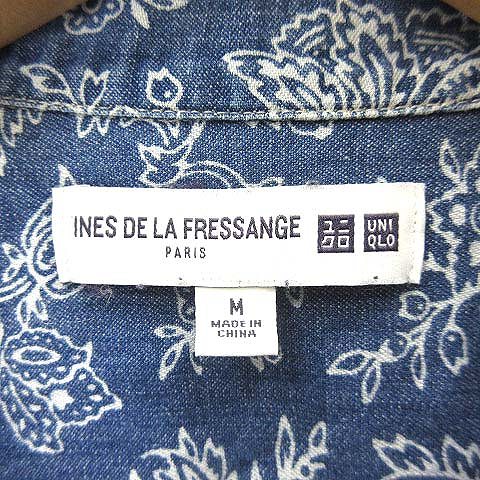 INES DE LA FRESSANGE
PARIS
ユニ
クロ
UNI
QLO
M
MADE IN
CHINA